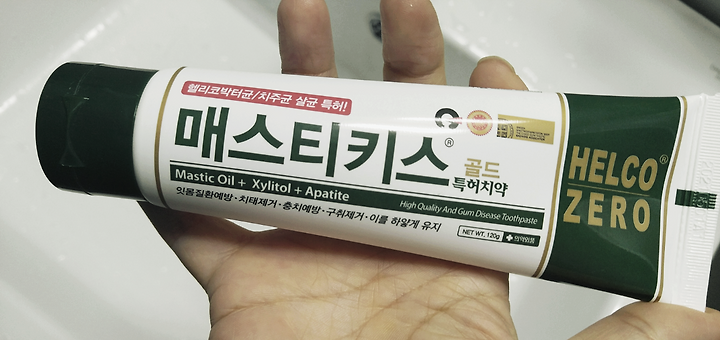 헬리코박터균/치주균 살균 특허!
매스티키스®
골드
특허치약
Mastic Oil + Xylitol + Apatite
High Quality And Gum Disease Toothpaste
잇몸질환예방·치태제거·충치예방·구취제거·이를 하얗게 유지
NET WT. 120g
의약외품
HELCO®
ZERO